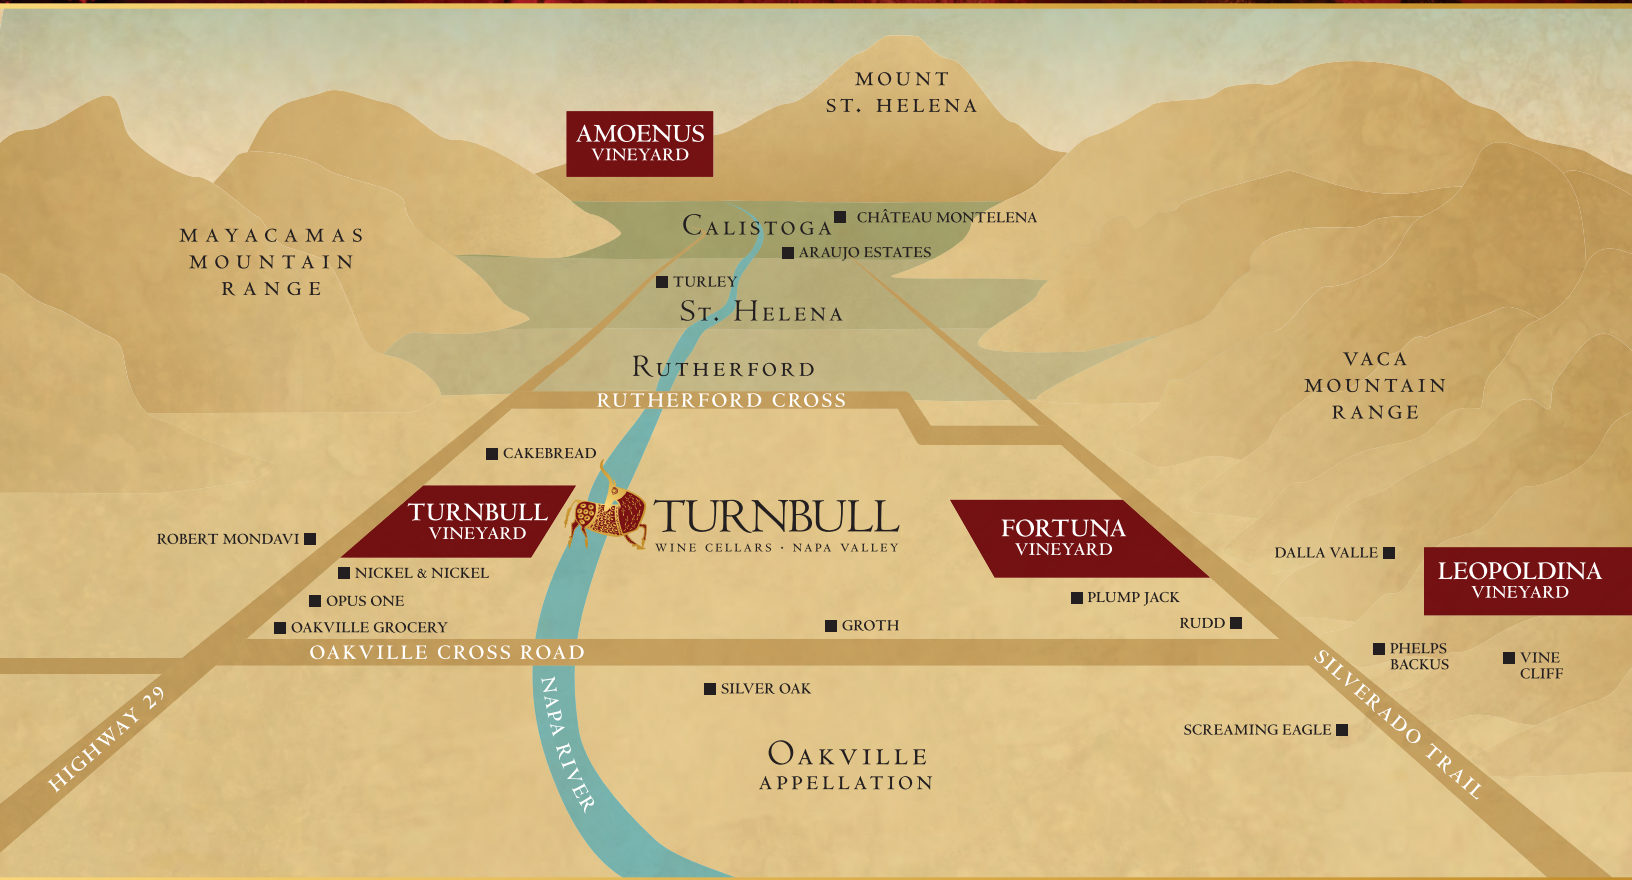 MOUNT
ST. HELENA
AMOENUS
VINEYARD
MAYACAMAS
MOUNTAIN
RANGE
CALISTOGA
CHÂTEAU MONTELENA
ARAUJO ESTATES
TURLEY
ST. HELENA
RUTHERFORD
RUTHERFORD CROSS
VACA
MOUNTAIN
RANGE
CAKEBREAD
TURNBULL
VINEYARD
TURNBULL
WINE CELLARS · NAPA VALLEY
FORTUNA
VINEYARD
ROBERT MONDAVI
DALLA VALLE
LEOPOLDINA
VINEYARD
NICKEL & NICKEL
OPUS ONE
PLUMP JACK
OAKVILLE GROCERY
GROTH
RUDD
OAKVILLE CROSS ROAD
PHELPS
BACKUS
VINE
CLIFF
HIGHWAY 29
NAPA RIVER
SILVER OAK
SILVERADO TRAIL
SCREAMING EAGLE
OAKVILLE
APPELLATION